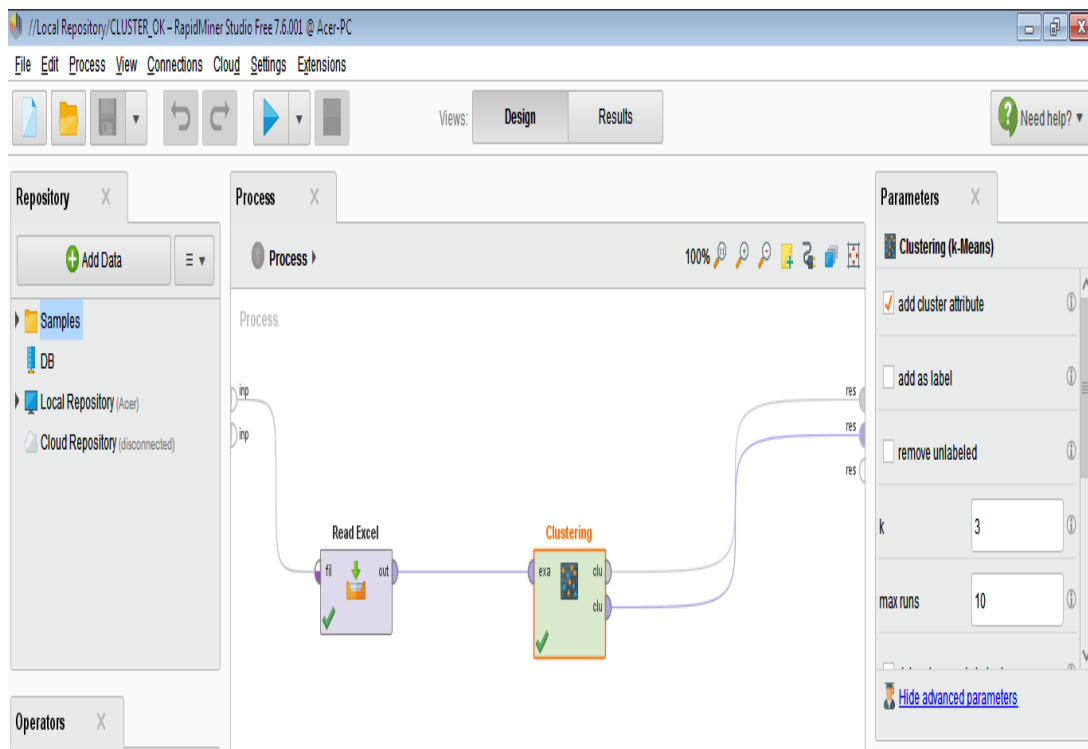 //Local Repository/CLUSTER_OK – RapidMiner Studio Free 7.6.001 @ Acer-PC
File Edit Process View Connections Cloud Settings Extensions
Views: Design Results Need help?
Repository
Add Data
Samples
DB
Local Repository (Acer)
Cloud Repository (disconnected)
Operators
Process
Process
100%
Process
inp
inp
Read Excel
fil out
Clustering
exa clu
clu
res
res
res
Parameters
Clustering (k-Means)
add cluster attribute
add as label
remove unlabeled
k 3
max runs 10
Hide advanced parameters